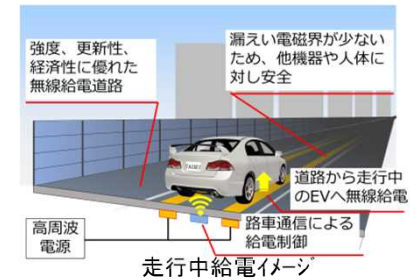 強度、更新性、
経済性に優れた
無線給電道路
漏えい電磁界が少ない
ため、他機器や人体に
対し安全
道路から走行中
のEVへ無線給電
高周波
電源
路車通信による
給電制御
走行中給電イメージ